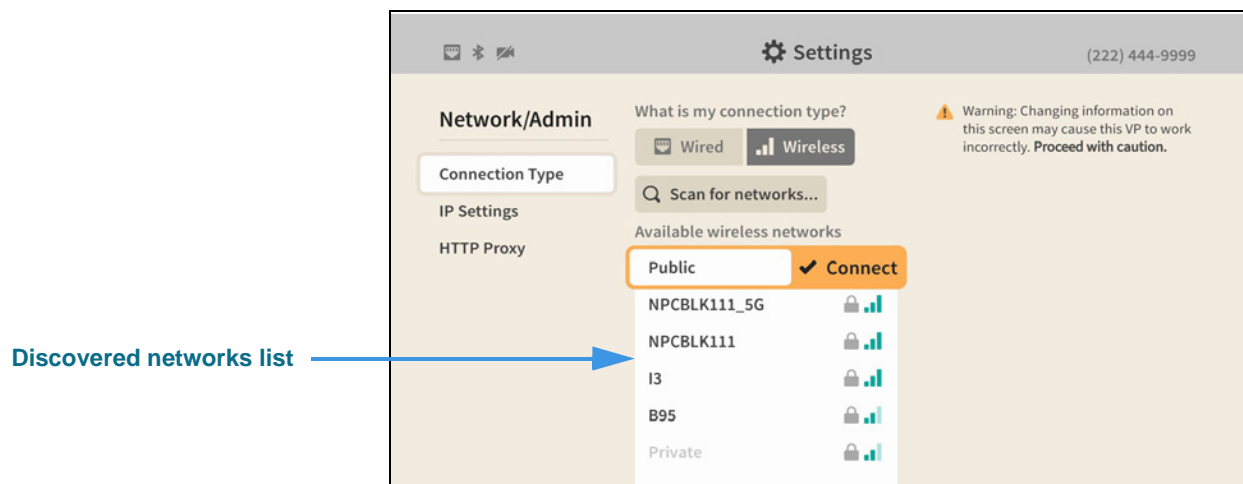 Settings
(222) 444-9999
Network/Admin
Connection Type
IP Settings
HTTP Proxy
What is my connection type?
Wired
Wireless
Scan for networks...
Available wireless networks
Public
Connect
NPCBLK111_5G
NPCBLK111
I3
B95
Private
Warning: Changing information on
this screen may cause this VP to work
incorrectly. Proceed with caution.
Discovered networks list